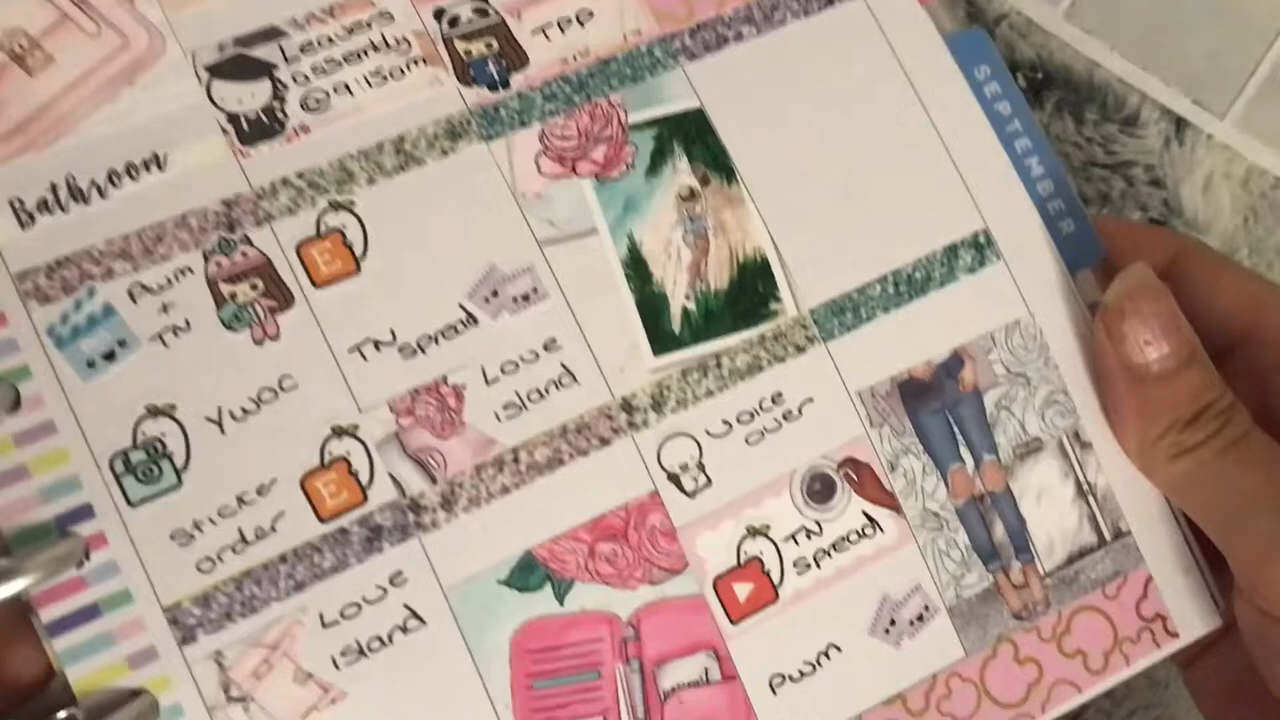 Leavers
assembly
@9:15am
TPP
SEPTEMBER
Bathroom
PWM
+
TN
E
TN
spread
Love
island
YWOC
sticker
order
E
voice
over
TN
SPREAD
Love
island
PWM